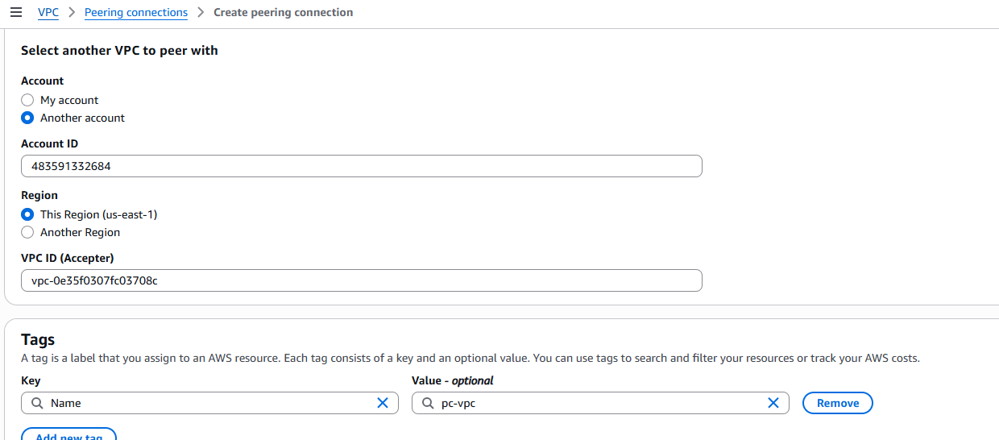 VPC > Peering connections > Create peering connection
Select another VPC to peer with
Account
My account
Another account
Account ID
483591332684
Region
This Region (us-east-1)
Another Region
VPC ID (Accepter)
vpc-0e35f0307fc03708c
Tags
A tag is a label that you assign to an AWS resource. Each tag consists of a key and an optional value. You can use tags to search and filter your resources or track your AWS costs.
Key Value - optional
Name pc-vpc Remove
Add new tag